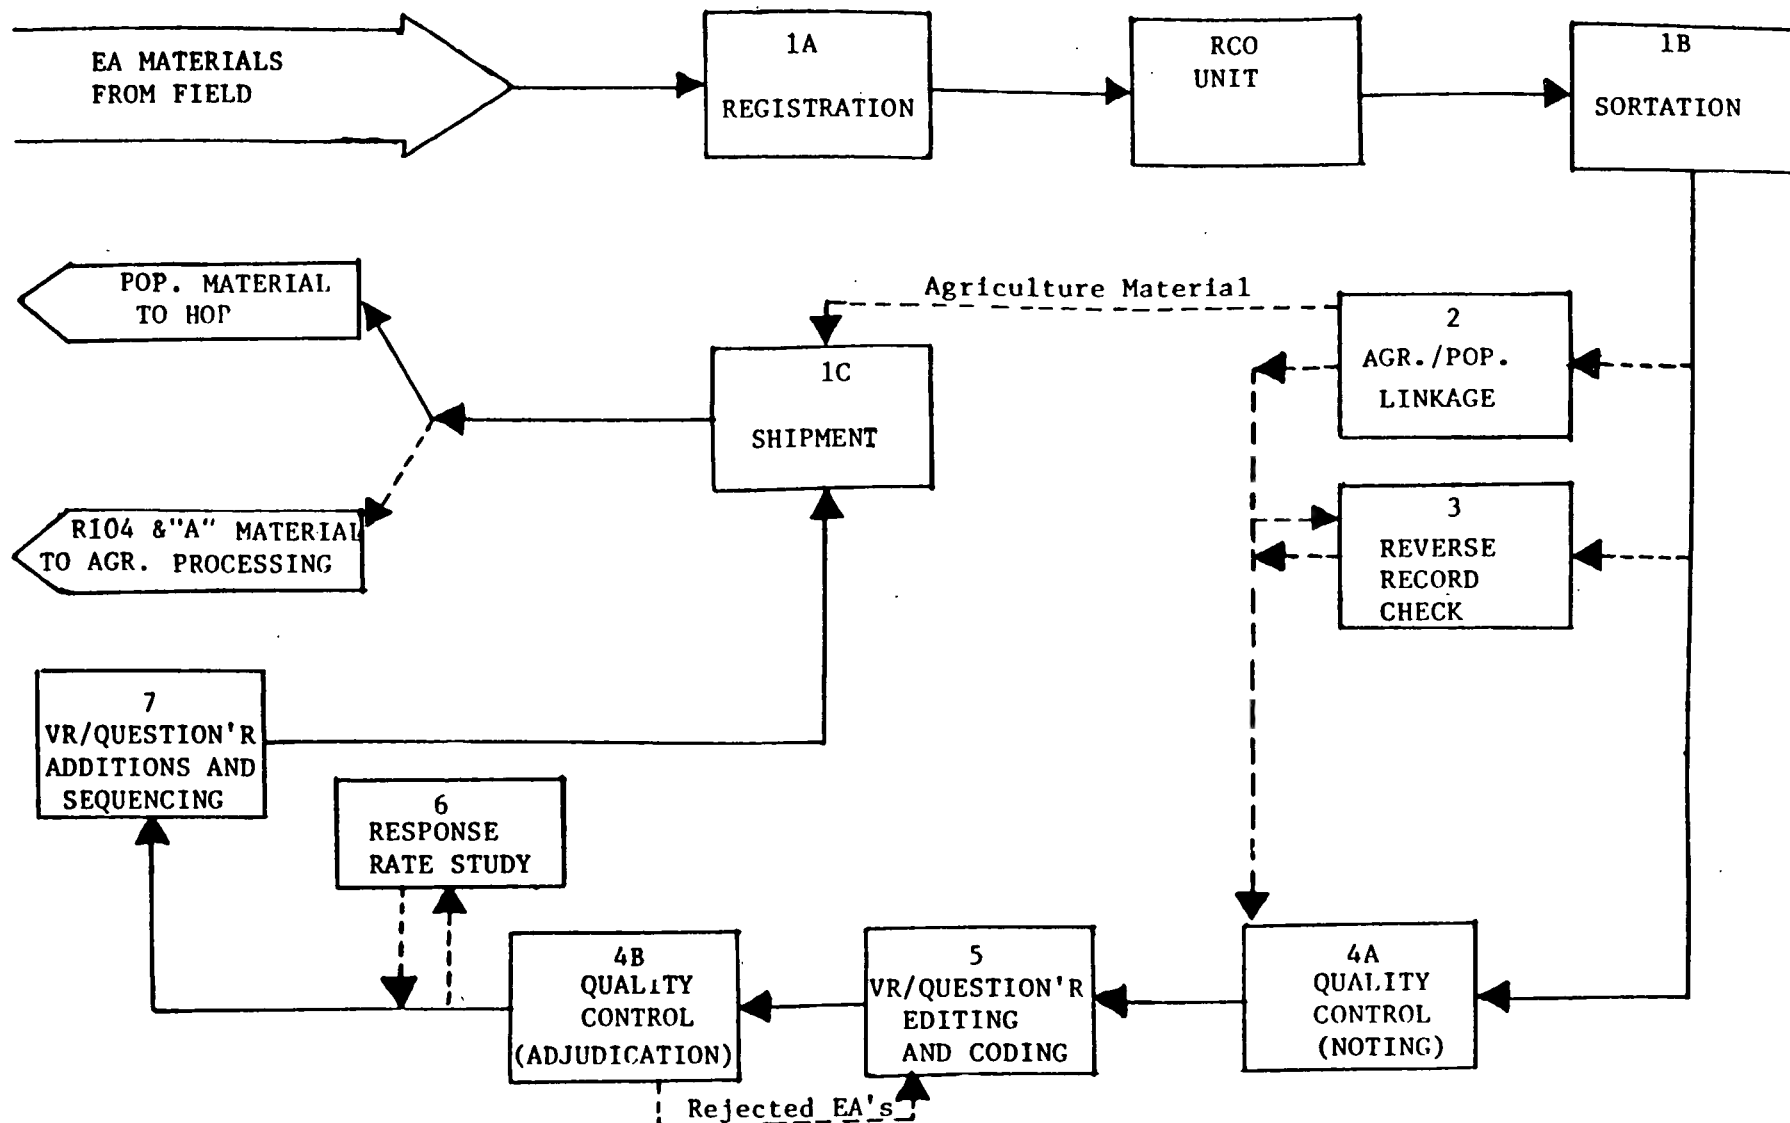 EA MATERIALS
FROM FIELD
1A
REGISTRATION
RCO
UNIT
1B
SORTATION
POP. MATERIAL
TO HOP
Agriculture Material
2
AGR./POP.
LINKAGE
1C
SHIPMENT
RIO4 &"A" MATERIAL
TO AGR. PROCESSING
3
REVERSE
RECORD
CHECK
7
VR/QUESTION'R
ADDITIONS AND
SEQUENCING
6
RESPONSE
RATE STUDY
4B
QUALITY
CONTROL
(ADJUDICATION)
5
VR/QUESTION'R
EDITING
AND CODING
4A
QUALITY
CONTROL
(NOTING)
Rejected EA's